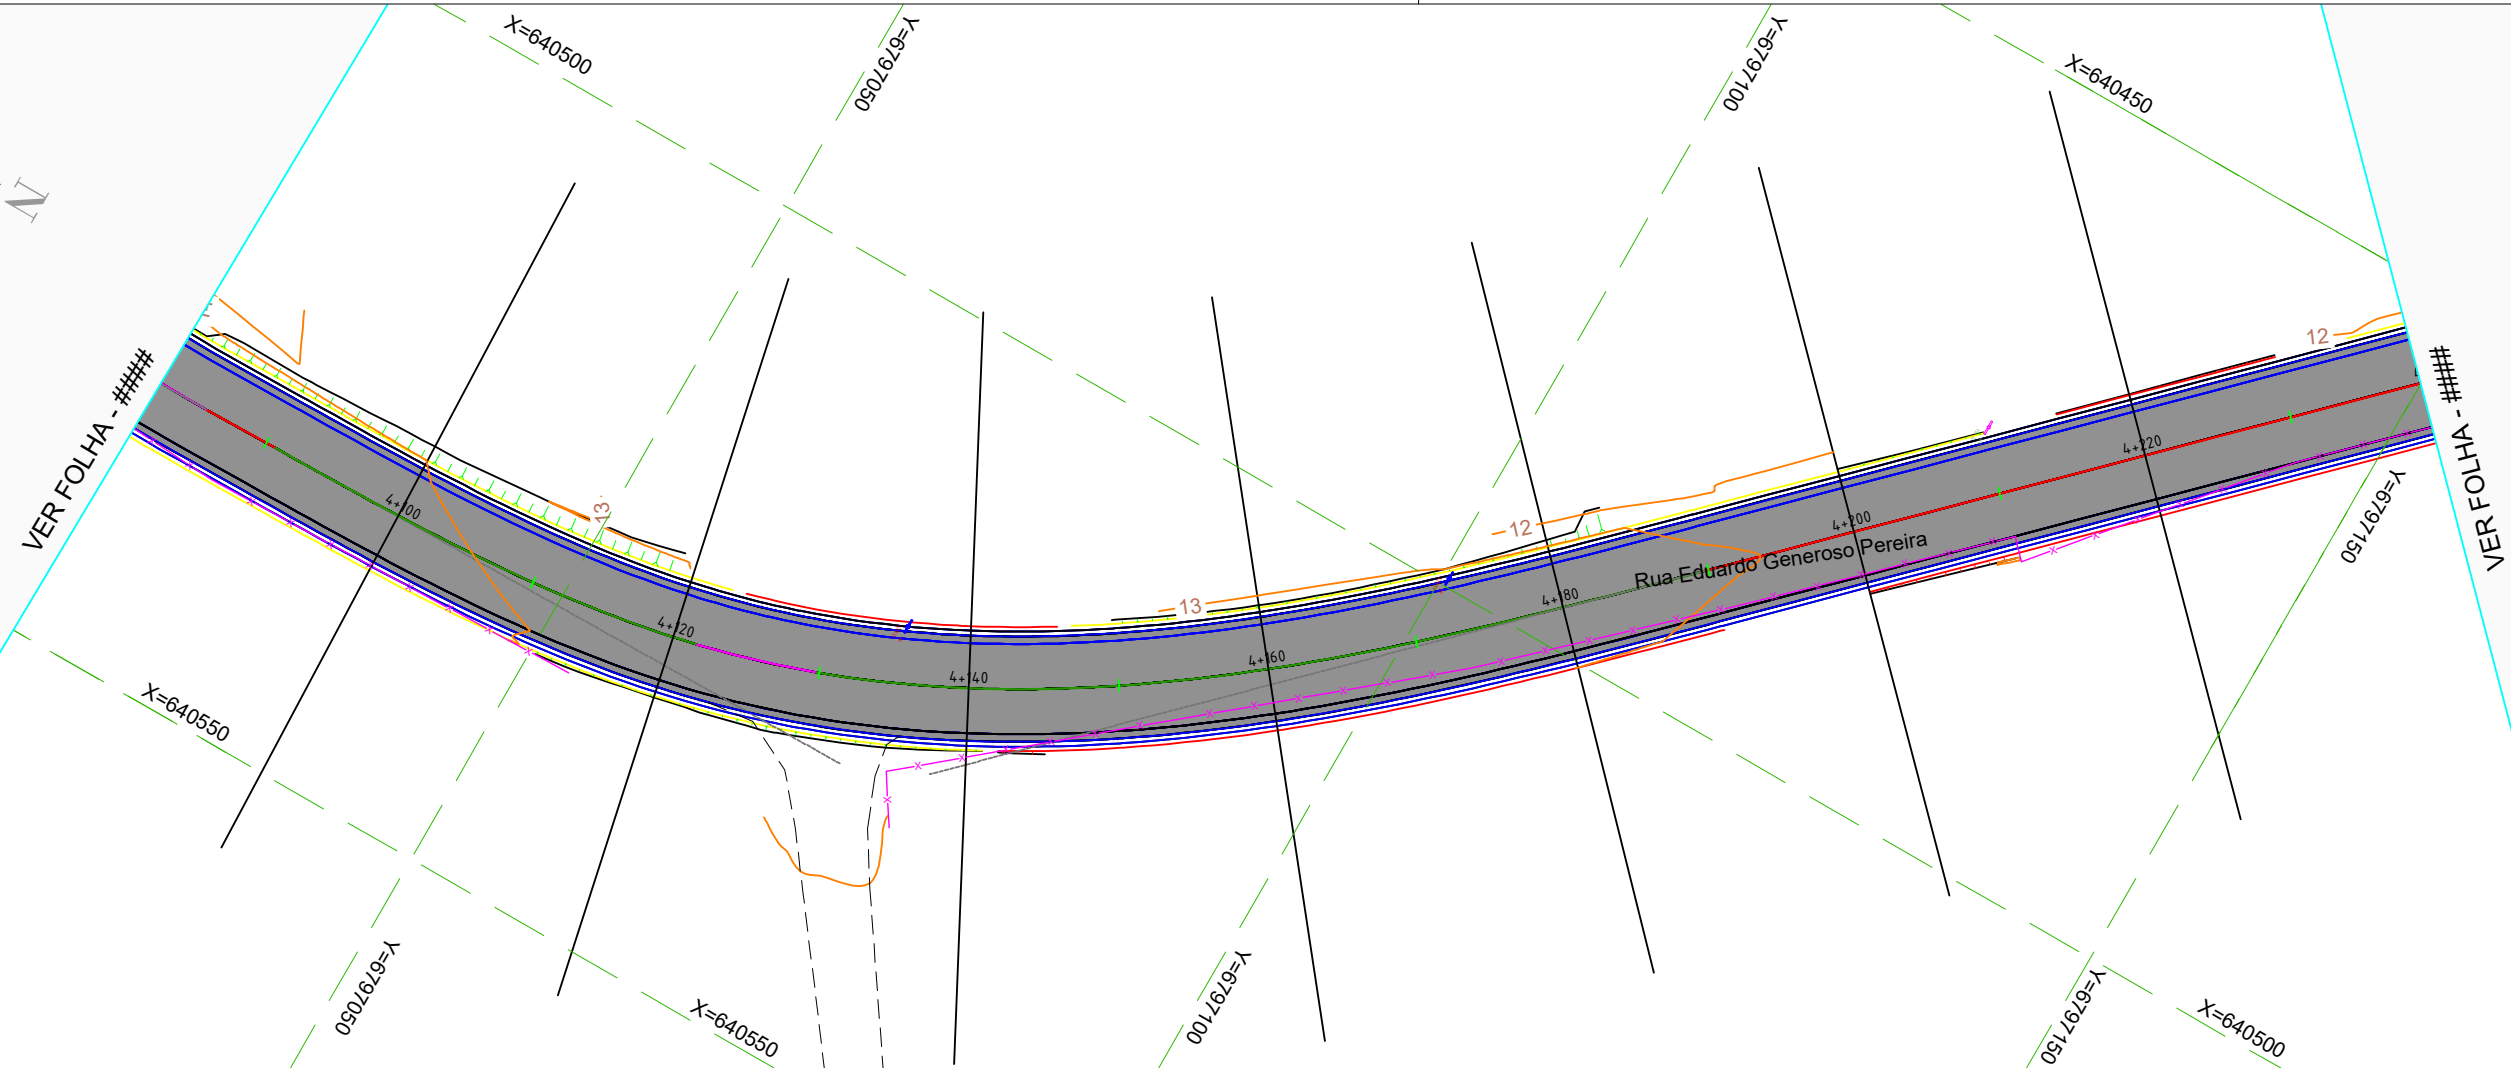 X=640500
Y=6797050
Y=6797100
X=640450
N
VER FOLHA - ####
12
VER FOLHA - ####
4+100
13
12
4+220
4+200
Rua Eduardo Generoso Pereira
Y=6797150
13
4+180
4+120
4+160
4+140
X=640550
Y=6797050
Y=6797100
X=640550
Y=6797150
X=640500